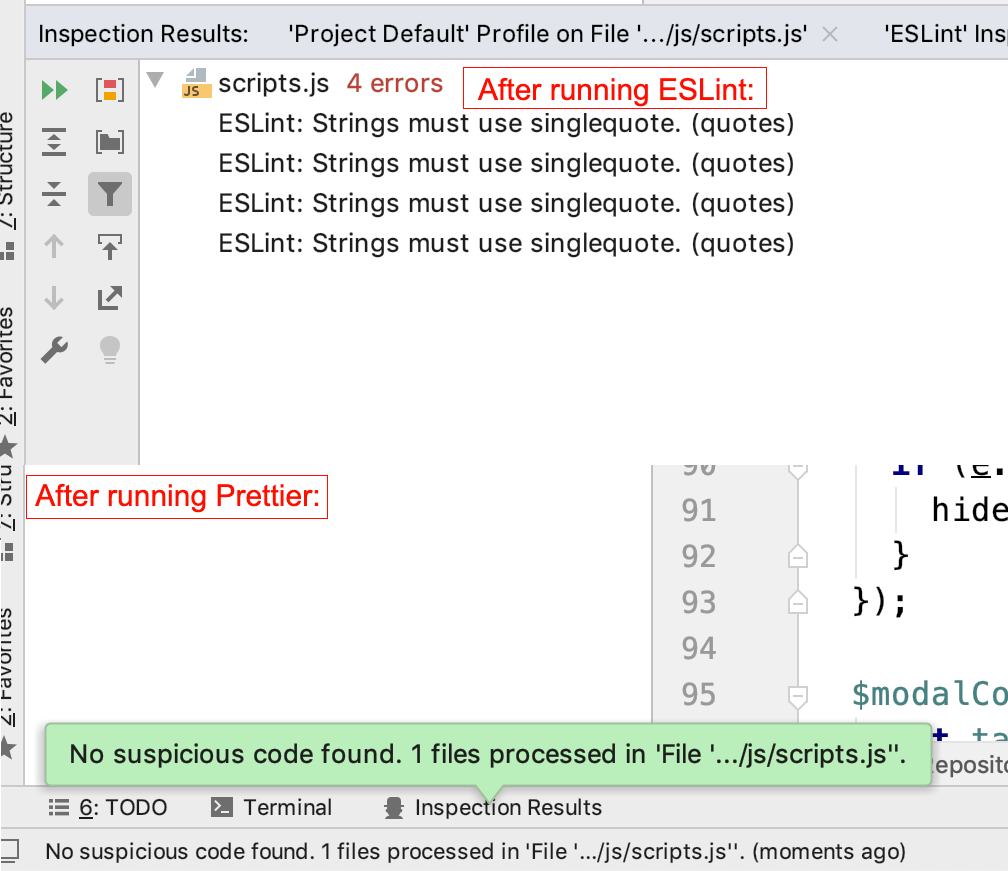 Inspection Results: 'Project Default' Profile on File '.../js/scripts.js' × 'ESLint' Ins
JS scripts.js 4 errors After running ESLint:
ESLint: Strings must use singlequote. (quotes)
ESLint: Strings must use singlequote. (quotes)
ESLint: Strings must use singlequote. (quotes)
ESLint: Strings must use singlequote. (quotes)
7: Structure
2: Favorites
After running Prettier:
7: Stru
2: Favorites
90 if (e.
91 hide
92 }
93 });
94
95 $modalCo
t ta
No suspicious code found. 1 files processed in 'File '.../js/scripts.js''.
Reposito
6: TODO Terminal Inspection Results
No suspicious code found. 1 files processed in 'File '.../js/scripts.js''. (moments ago)